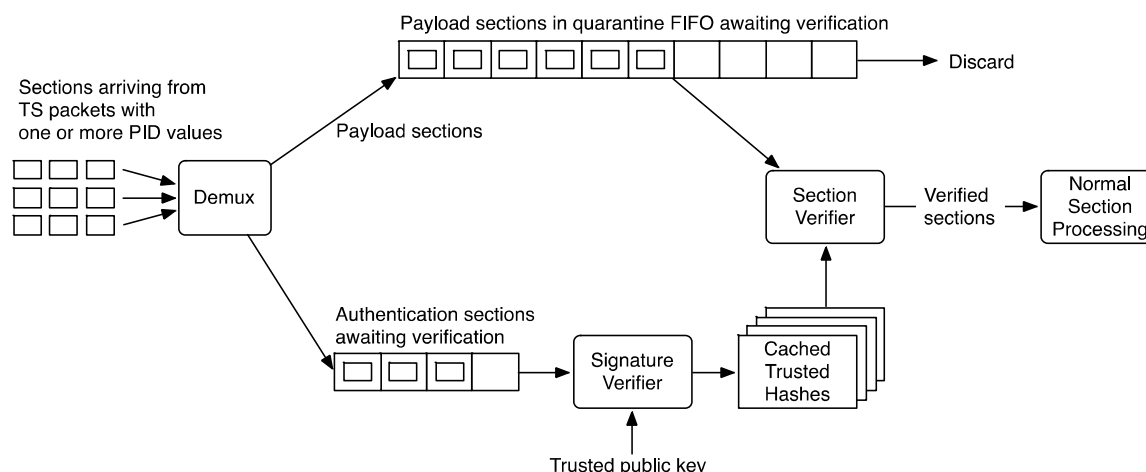 Payload sections in quarantine FIFO awaiting verification
Discard
Sections arriving from
TS packets with
one or more PID values
Payload sections
Demux
Section
Verifier
Verified
sections
Normal
Section
Processing
Authentication sections
awaiting verification
Signature
Verifier
Cached
Trusted
Hashes
Trusted public key